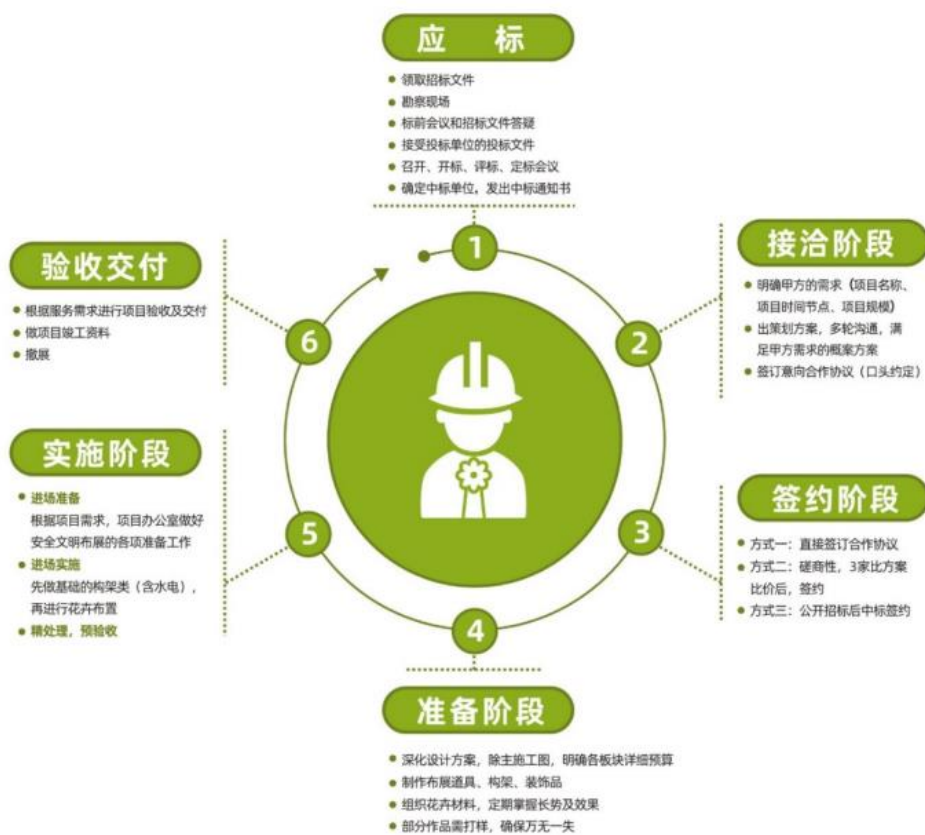 应 标
领取招标文件
勘察现场
标前会议和招标文件答疑
接受投标单位的投标文件
召开、开标、评标、定标会议
确定中标单位，发出中标通知书
1
接洽阶段
明确甲方的需求（项目名称、
项目时间节点、项目规模）
出策划方案，多轮沟通，满
足甲方需求的概案方案
签订意向合作协议（口头约定）
2
签约阶段
方式一：直接签订合作协议
方式二：磋商性，3家比方案
比价后，签约
方式三：公开招标后中标签约
3
4
准备阶段
深化设计方案，除主施工图，明确各板块详细预算
制作布展道具、构架、装饰品
组织花卉材料，定期掌握长势及效果
部分作品需打样，确保万无一失
实施阶段
进场准备
根据项目需求，项目办公室做好
安全文明布展的各项准备工作
进场实施
先做基础的构架类（含水电），
再进行花卉布置
精处理，预验收
5
验收交付
根据服务需求进行项目验收及交付
做项目竣工资料
撤展
6